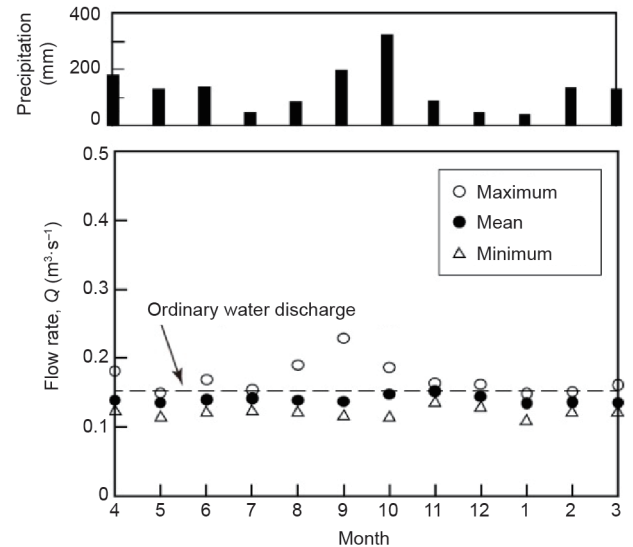 400
200
0
Precipitation
(mm)
0.5
0.4
0.3
0.2
0.1
0
Flow rate, Q (m³·s⁻¹)
Maximum
Mean
Minimum
Ordinary water discharge
4 5 6 7 8 9 10 11 12 1 2 3
Month